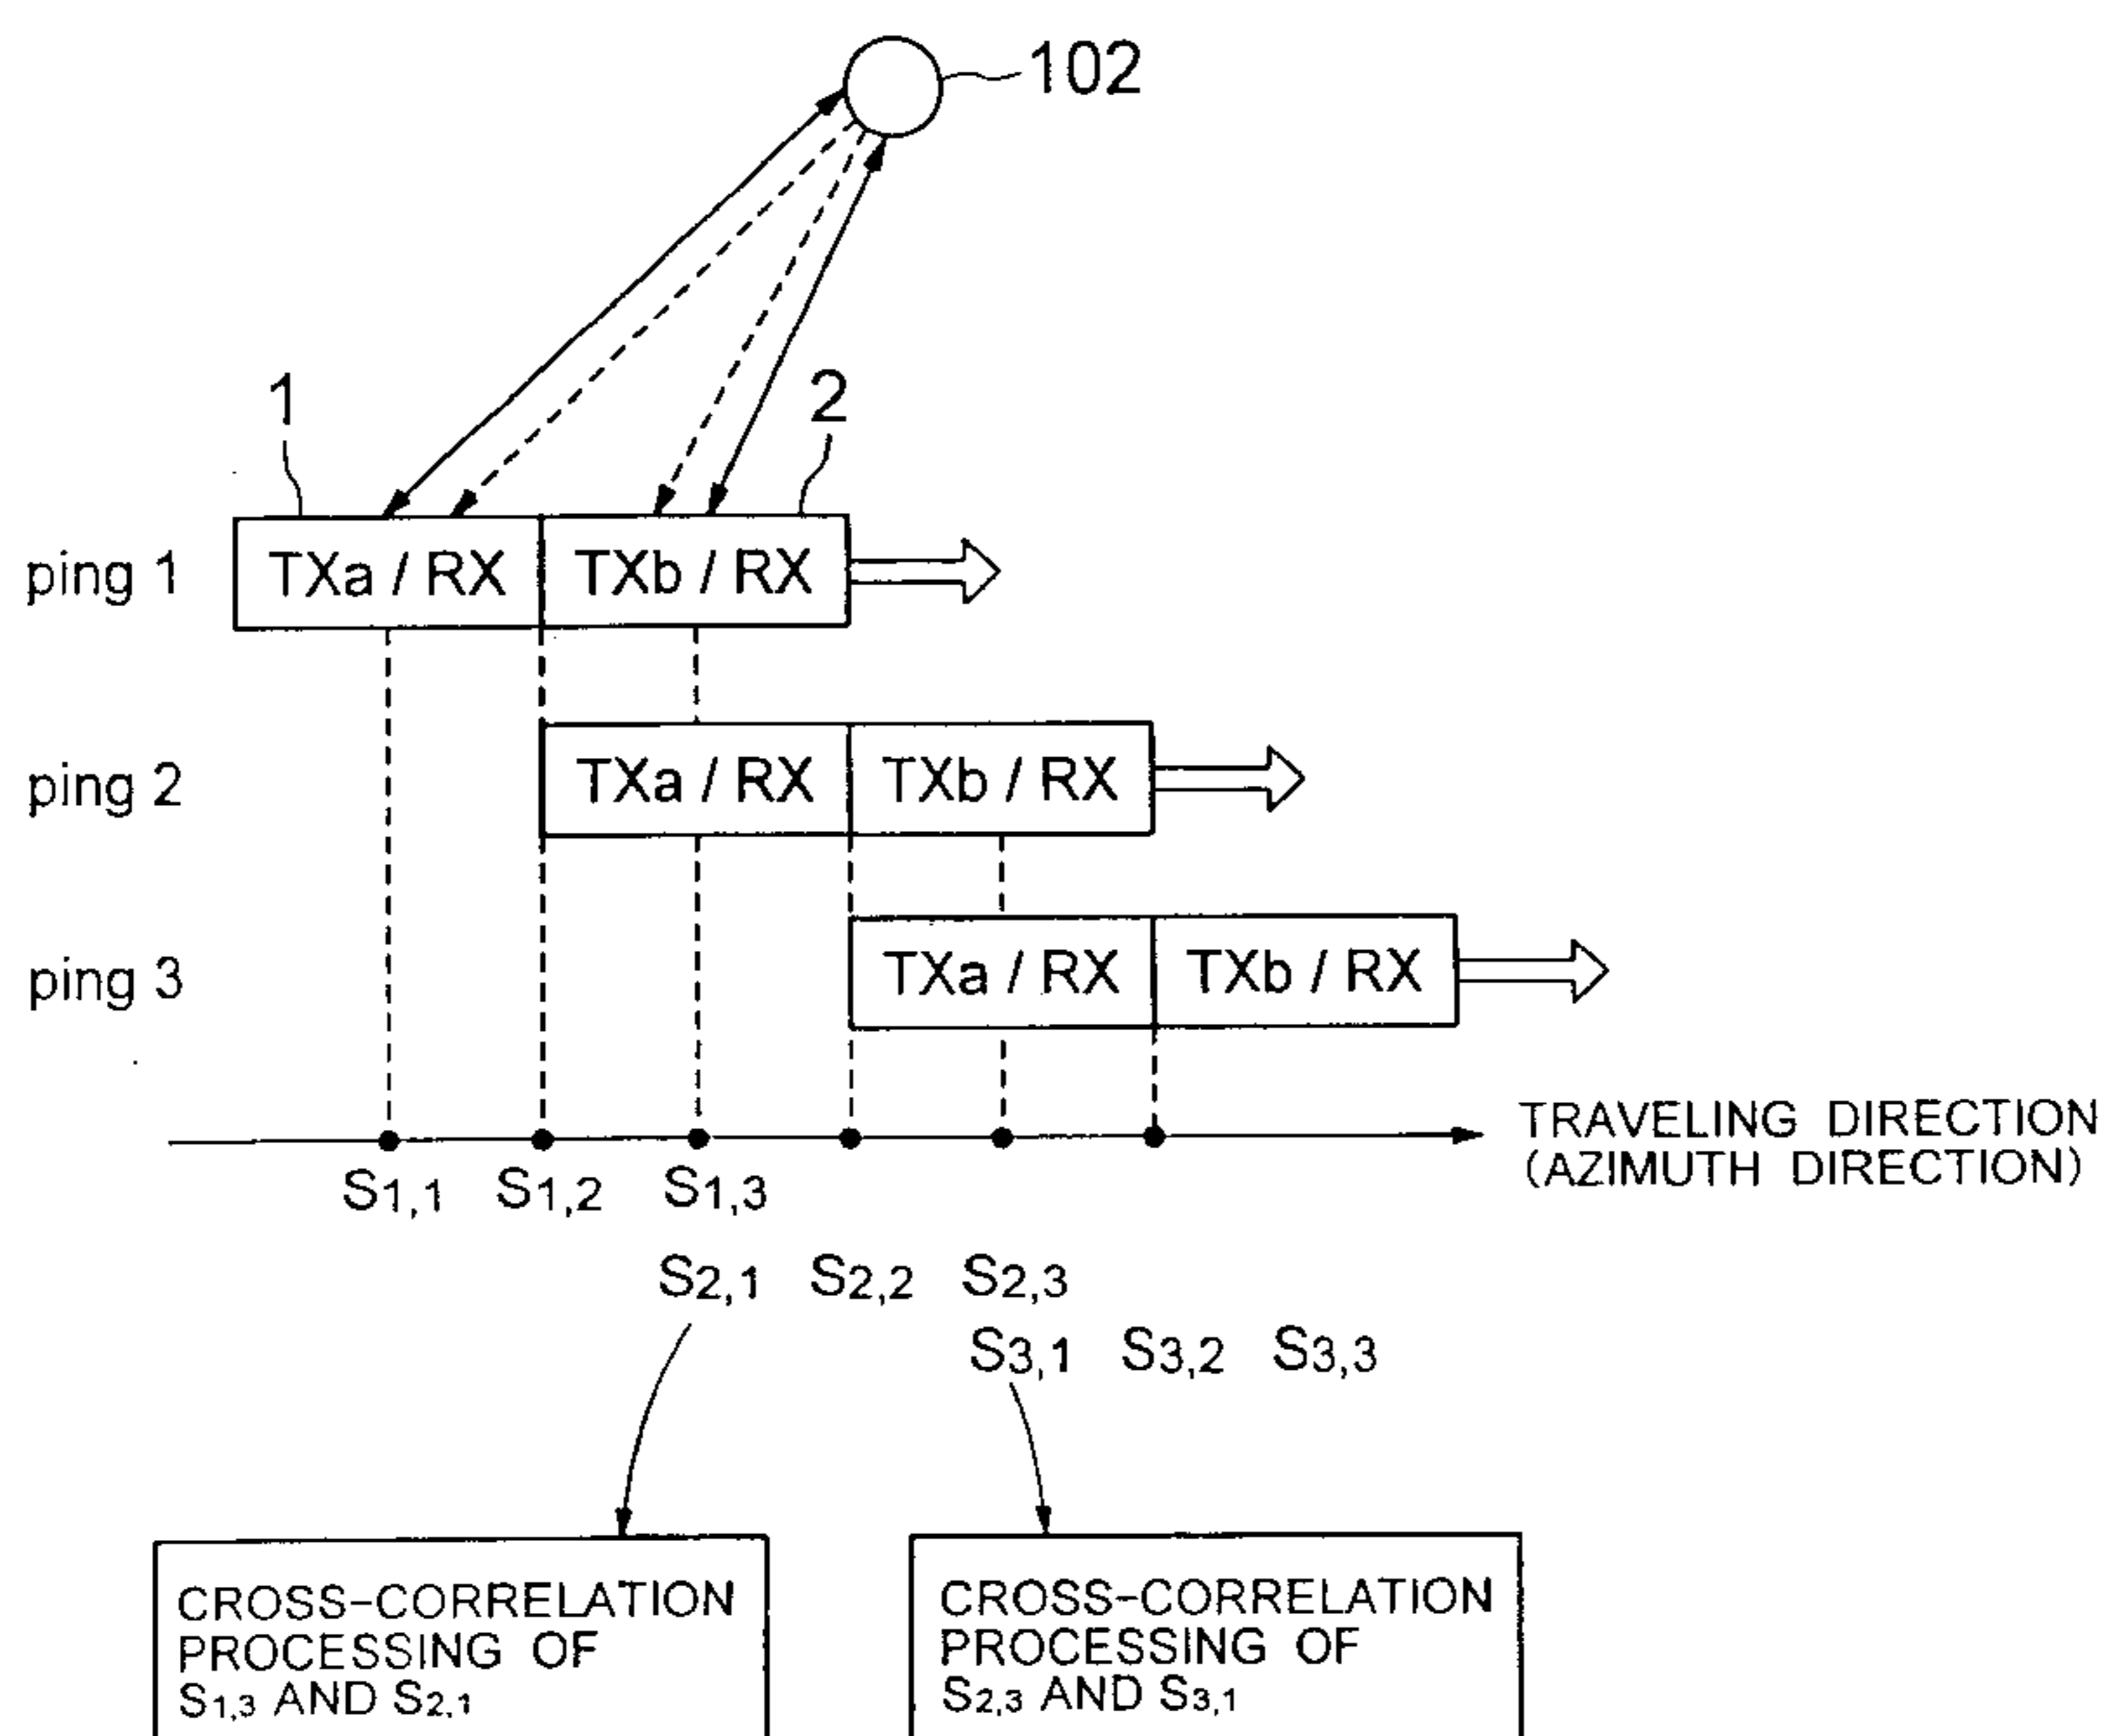 102
1
2
ping 1
TXa / RX
TXb / RX
ping 2
TXa / RX
TXb / RX
ping 3
TXa / RX
TXb / RX
TRAVELING DIRECTION
(AZIMUTH DIRECTION)
S1,1 S1,2 S1,3
S2,1 S2,2 S2,3
S3,1 S3,2 S3,3
CROSS-CORRELATION
PROCESSING OF
S1,3 AND S2,1
CROSS-CORRELATION
PROCESSING OF
S2,3 AND S3,1